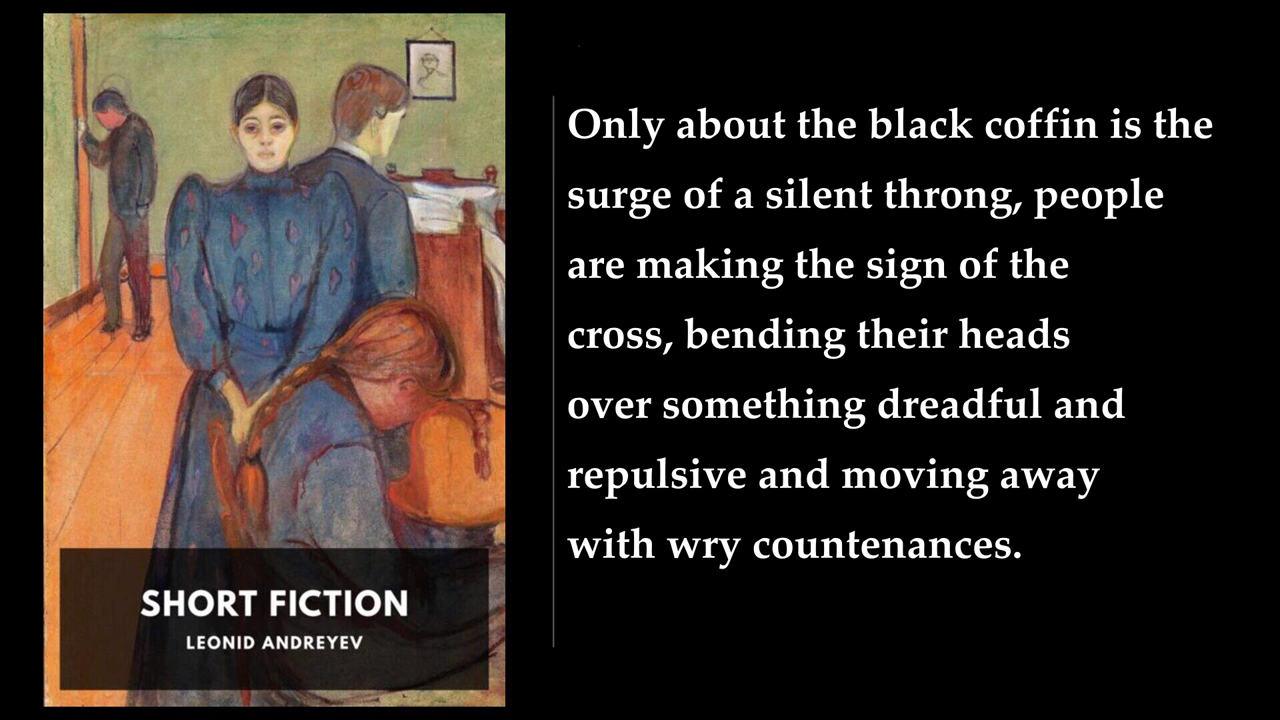 SHORT FICTION
LEONID ANDREYEV
Only about the black coffin is the
surge of a silent throng, people
are making the sign of the
cross, bending their heads
over something dreadful and
repulsive and moving away
with wry countenances.